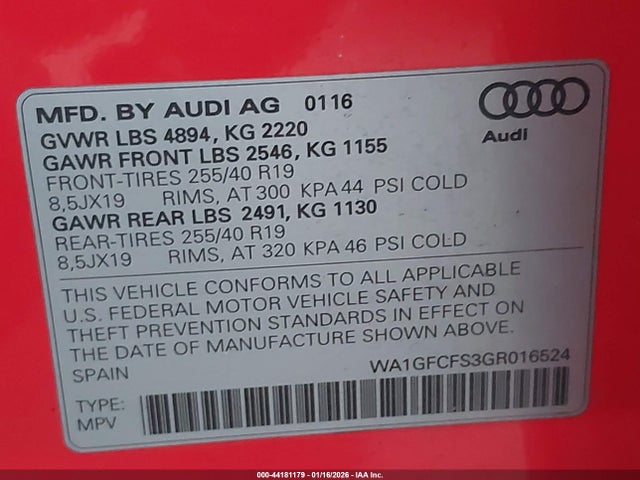 MFD. BY AUDI AG 0116
GVWR LBS 4894, KG 2220
GAWR FRONT LBS 2546, KG 1155
FRONT-TIRES 255/40 R19
8,5JX19 RIMS, AT 300 KPA 44 PSI COLD
GAWR REAR LBS 2491, KG 1130
REAR-TIRES 255/40 R19
8,5JX19 RIMS, AT 320 KPA 46 PSI COLD
Audi
THIS VEHICLE CONFORMS TO ALL APPLICABLE
U.S. FEDERAL MOTOR VEHICLE SAFETY AND
THEFT PREVENTION STANDARDS IN EFFECT ON
THE DATE OF MANUFACTURE SHOWN ABOVE.
SPAIN WA1GFCFS3GR016524
TYPE:
MPV
000-44181179 - 01/16/2026 - IAA Inc.